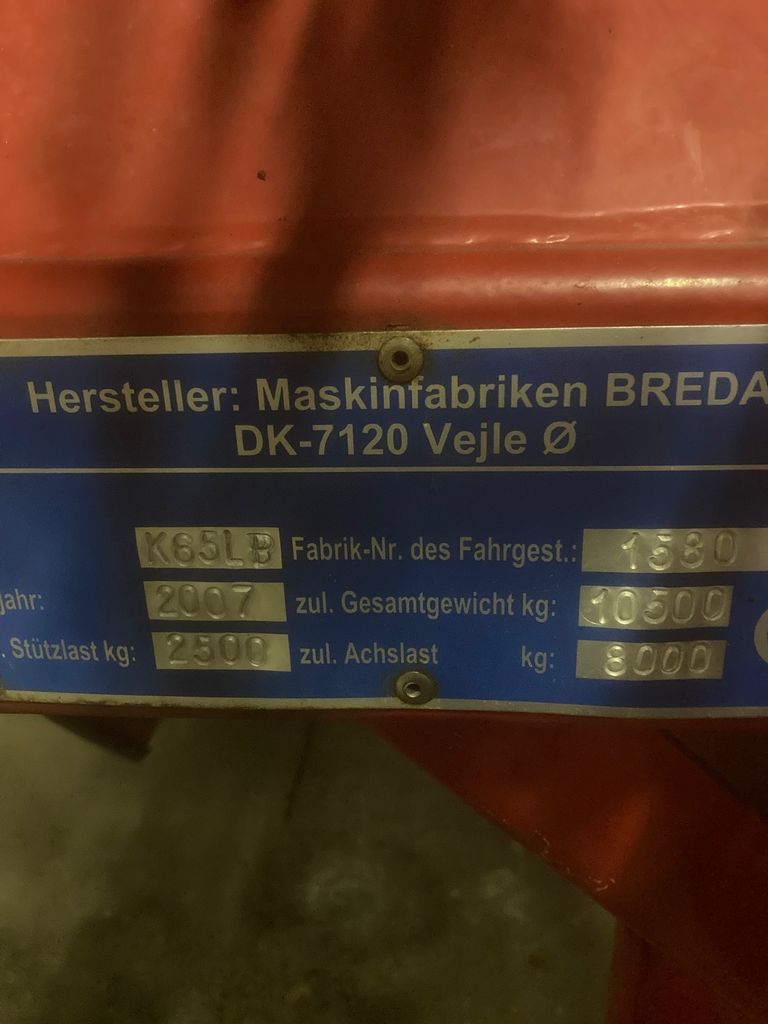 Hersteller: Maskinfabriken BREDA
DK-7120 Vejle Ø
K65LB Fabrik-Nr. des Fahrgest.: 1580
jahr: 2007 zul. Gesamtgewicht kg: 10500
. Stützlast kg: 2500 zul. Achslast kg: 8000